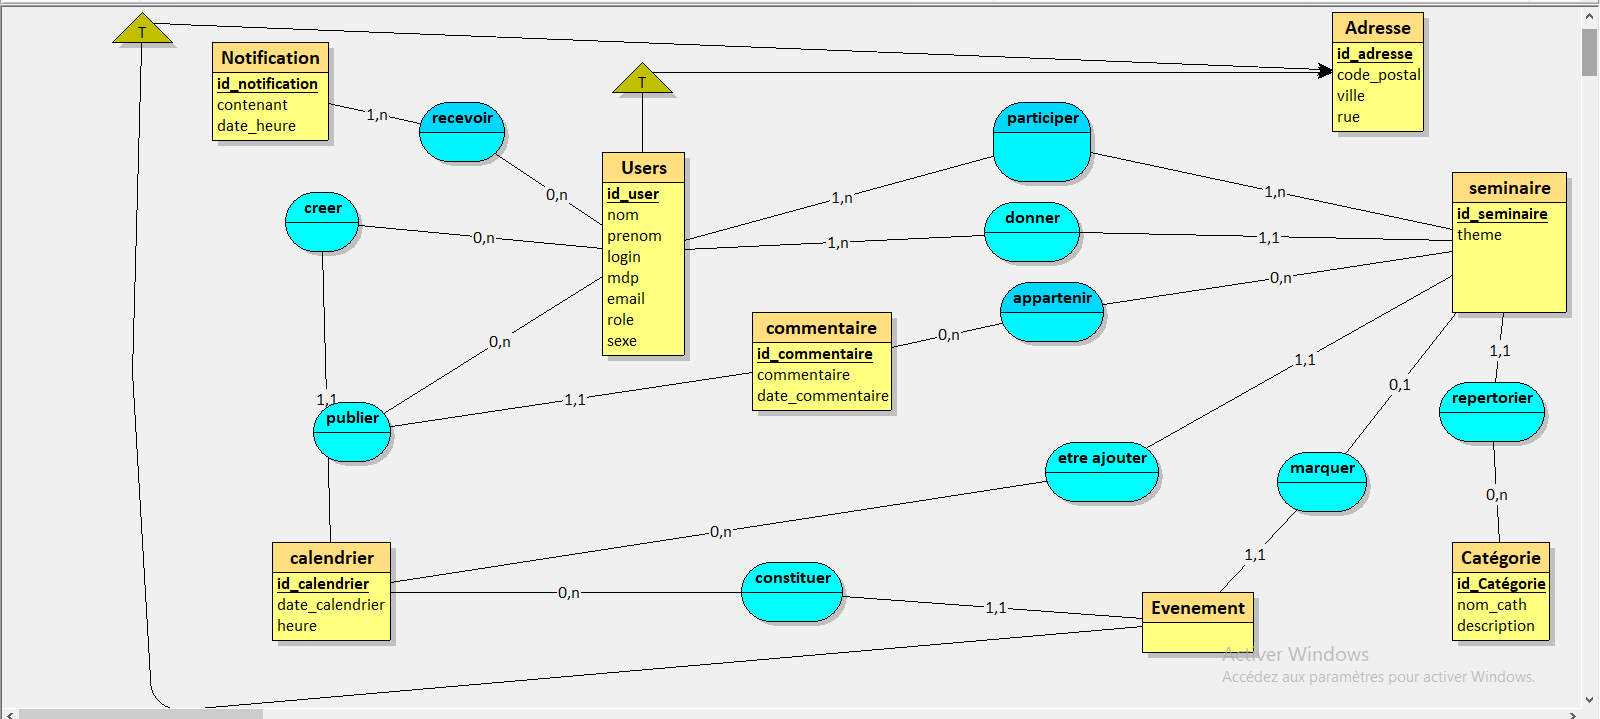 T
Notification
id_notification
contenant
date_heure
1,n
recevoir
0,n
T
Adresse
id_adresse
code_postal
ville
rue
creer
0,n
1,1
Users
id_user
nom
prenom
login
mdp
email
role
sexe
participer
1,n
1,n
donner
1,n
1,1
appartenir
0,n
0,n
seminaire
id_seminaire
theme
commentaire
id_commentaire
commentaire
date_commentaire
publier
0,n
1,1
etre ajouter
1,1
0,n
marquer
0,1
1,1
repertorier
1,1
0,n
calendrier
id_calendrier
date_calendrier
heure
constituer
0,n
1,1
Evenement
Catégorie
id_Catégorie
nom_cath
description
Activer Windows
Accédez aux paramètres pour activer Windows.